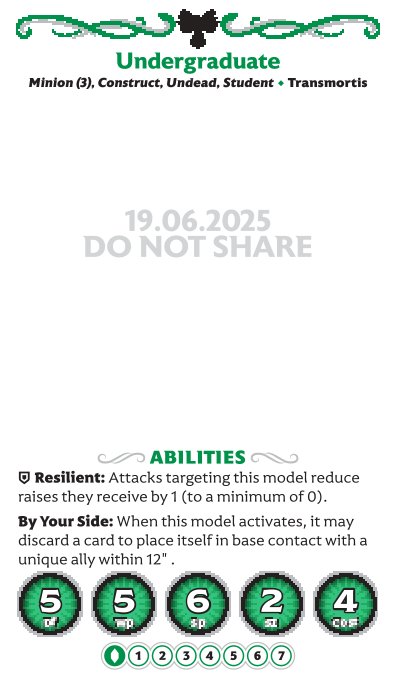 Undergraduate
Minion (3), Construct, Undead, Student • Transmortis
19.06.2025
DO NOT SHARE
ABILITIES
Resilient: Attacks targeting this model reduce
raises they receive by 1 (to a minimum of 0).
By Your Side: When this model activates, it may
discard a card to place itself in base contact with a
unique ally within 12" .
5 5 6 2 4
Df Wp Sp Sz Cost
1 2 3 4 5 6 7